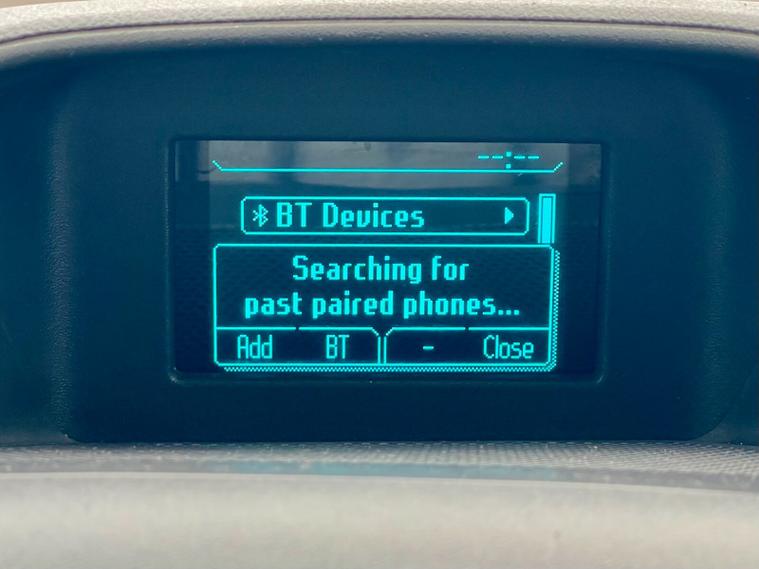 --:--
BT Devices
Searching for
past paired phones...
Add BT - Close